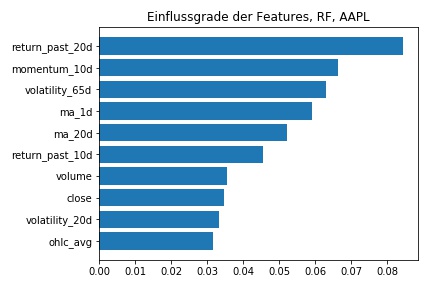 Einflussgrade der Features, RF, AAPL
return_past_20d
momentum_10d
volatility_65d
ma_1d
ma_20d
return_past_10d
volume
close
volatility_20d
ohlc_avg
0.00 0.01 0.02 0.03 0.04 0.05 0.06 0.07 0.08